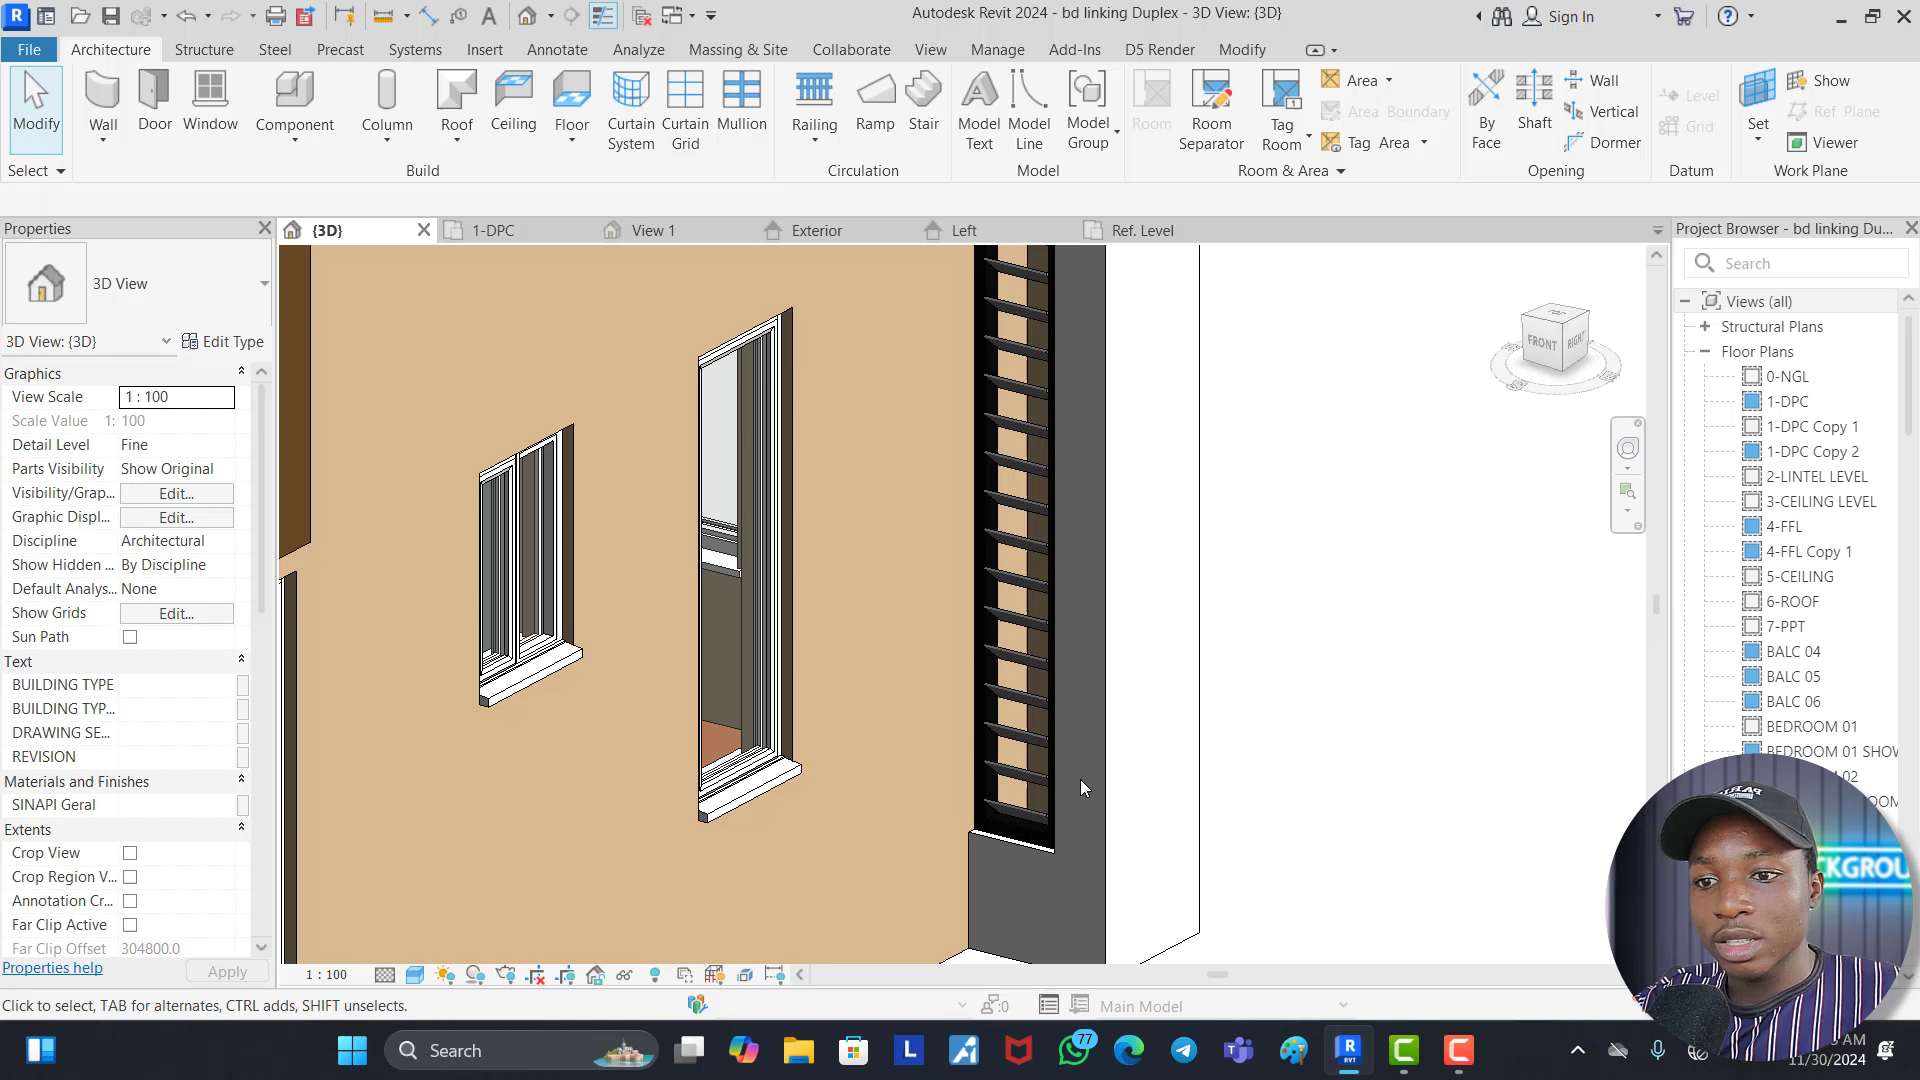 Autodesk Revit 2024 - bd linking Duplex - 3D View: {3D}
Sign In
File Architecture Structure Steel Precast Systems Insert Annotate Analyze Massing & Site Collaborate View Manage Add-Ins D5 Render Modify
Modify Wall Door Window Component Column Roof Ceiling Floor Curtain System Curtain Grid Mullion Railing Ramp Stair Model Text Model Line Model Group Room Room Separator Tag Room
Area
Area Boundary
Tag Area
By Face Shaft
Wall
Vertical
Dormer
Level
Grid
Set
Show
Ref Plane
Viewer
Select Build Circulation Model Room & Area Opening Datum Work Plane
Properties
3D View
3D View: {3D} Edit Type
Graphics
View Scale 1 : 100
Scale Value 1: 100
Detail Level Fine
Parts Visibility Show Original
Visibility/Grap... Edit...
Graphic Displ... Edit...
Discipline Architectural
Show Hidden ... By Discipline
Default Analys... None
Show Grids Edit...
Sun Path
Text
BUILDING TYPE
BUILDING TYP...
DRAWING SE...
REVISION
Materials and Finishes
SINAPI Geral
Extents
Crop View
Crop Region V...
Annotation Cr...
Far Clip Active
Far Clip Offset 304800.0
Properties help Apply
{3D} 1-DPC View 1 Exterior Left Ref. Level
FRONT RIGHT
Project Browser - bd linking Du...
Search
Views (all)
Structural Plans
Floor Plans
0-NGL
1-DPC
1-DPC Copy 1
1-DPC Copy 2
2-LINTEL LEVEL
3-CEILING LEVEL
4-FFL
4-FFL Copy 1
5-CEILING
6-ROOF
7-PPT
BALC 04
BALC 05
BALC 06
BEDROOM 01
BEDROOM 01 SHOW
02
CKGROU
1 : 100
Click to select, TAB for alternates, CTRL adds, SHIFT unselects.
:0
Main Model
Search
77
AM
11/30/2024